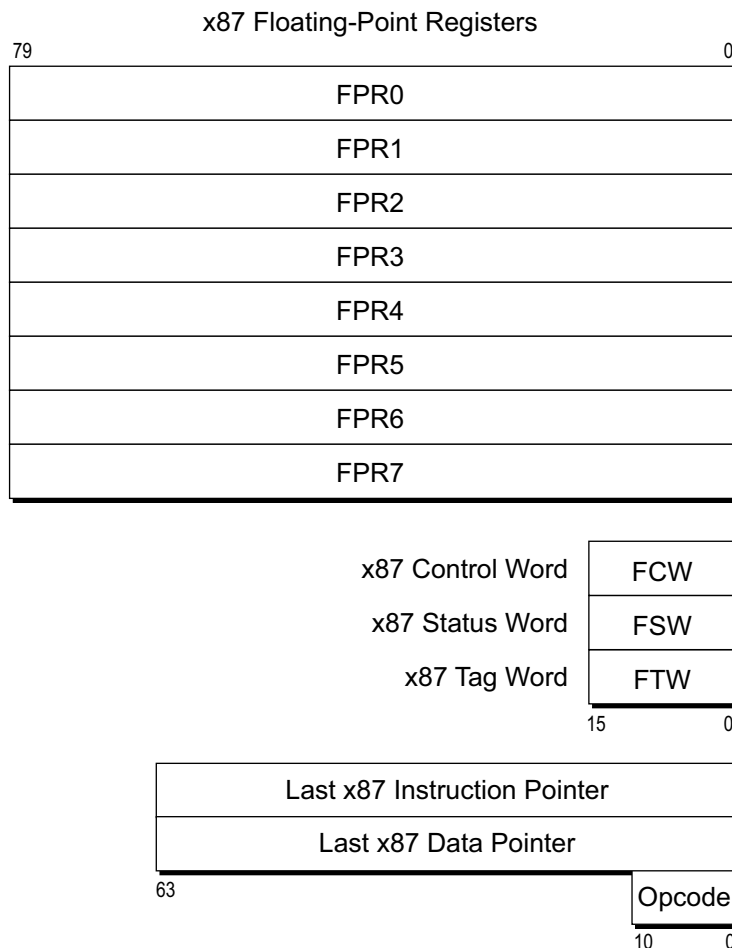 x87 Floating-Point Registers
79 0
FPR0
FPR1
FPR2
FPR3
FPR4
FPR5
FPR6
FPR7
x87 Control Word FCW
x87 Status Word FSW
x87 Tag Word FTW
15 0
Last x87 Instruction Pointer
Last x87 Data Pointer
63
Opcode
10 0